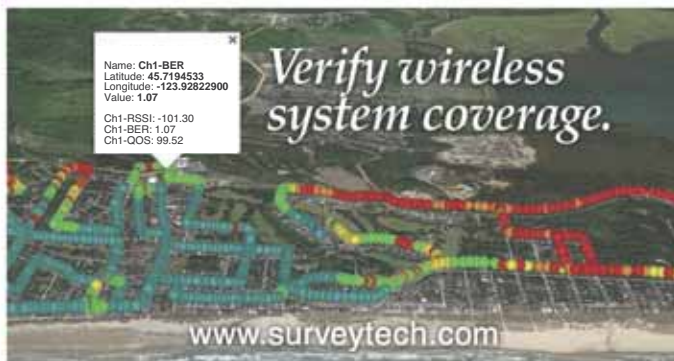 Name: Ch1-BER
Latitude: 45.7194533
Longitude: -123.92822900
Value: 1.07
Ch1-RSSI: -101.30
Ch1-BER: 1.07
Ch1-QOS: 99.52
Verify wireless
system coverage.
www.surveytech.com